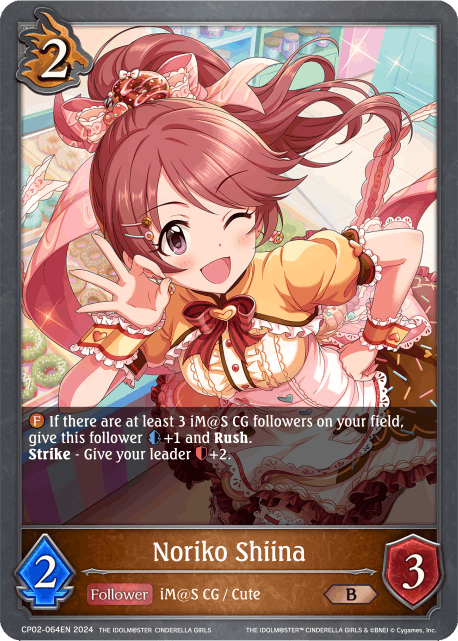 2
F If there are at least 3 iM@S CG followers on your field,
give this follower +1 and Rush.
Strike - Give your leader +2.
Noriko Shiina
2
Follower iM@S CG / Cute
B
3
CP02-064EN 2024 THE IDOLM@STER CINDERELLA GIRLS THE IDOLM@STER™ CINDERELLA GIRLS & ©BNEI © Cygames, Inc.